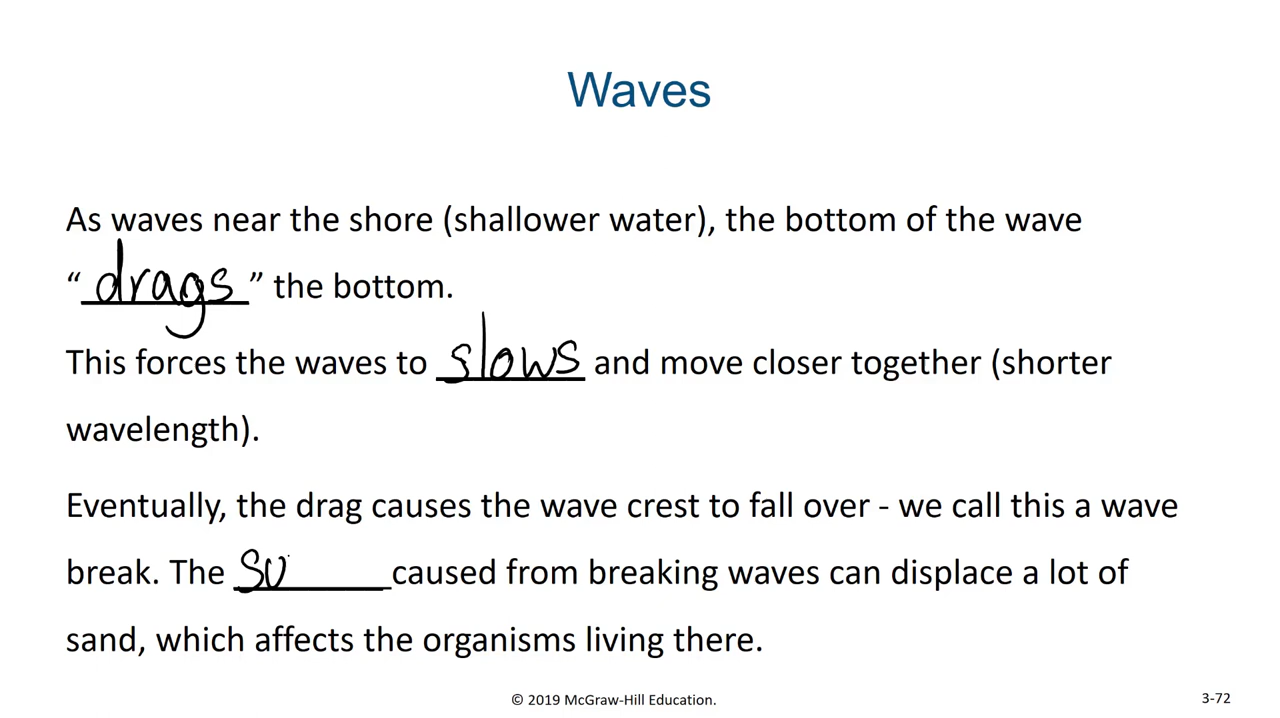 Waves
As waves near the shore (shallower water), the bottom of the wave
“drags” the bottom.
This forces the waves to slows and move closer together (shorter
wavelength).
Eventually, the drag causes the wave crest to fall over - we call this a wave
break. The su caused from breaking waves can displace a lot of
sand, which affects the organisms living there.
© 2019 McGraw-Hill Education.
3-72